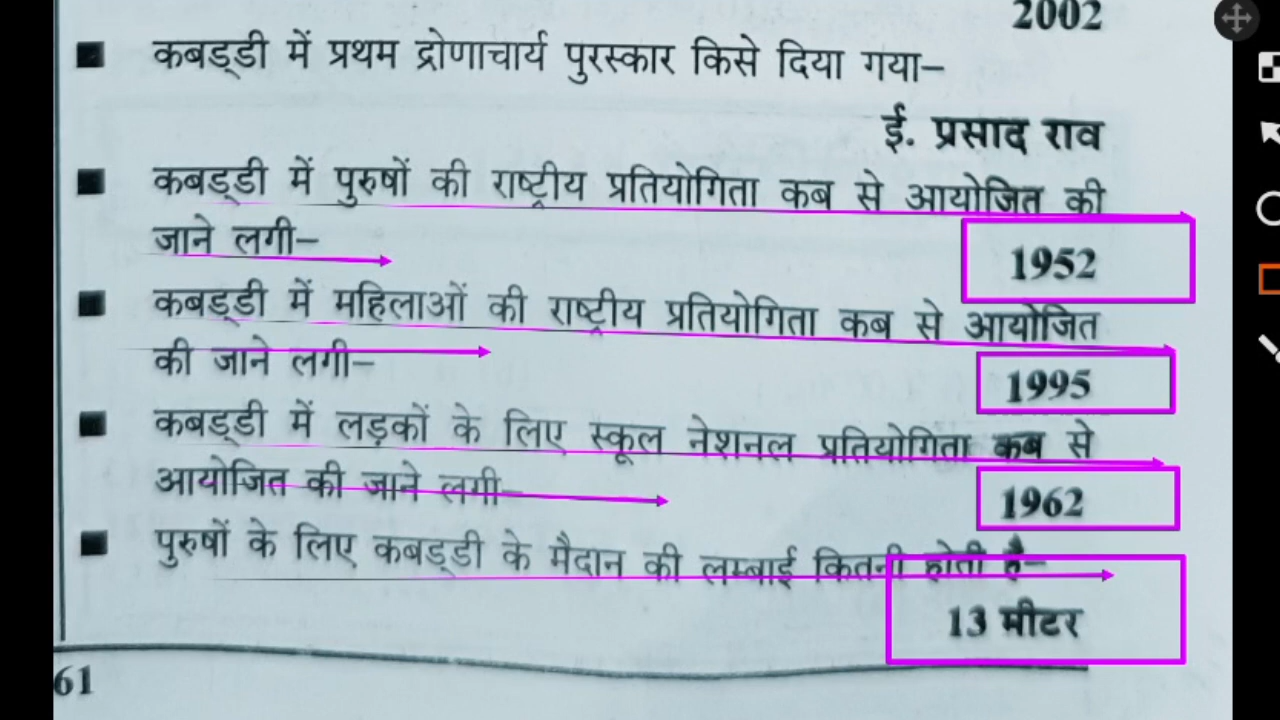 2002
■ कबड्डी में प्रथम द्रोणाचार्य पुरस्कार किसे दिया गया–
ई. प्रसाद राव
■ कबड्डी में पुरुषों की राष्ट्रीय प्रतियोगिता कब से आयोजित की
जाने लगी–
1952
■ कबड्डी में महिलाओं की राष्ट्रीय प्रतियोगिता कब से आयोजित
की जाने लगी–
1995
■ कबड्डी में लड़कों के लिए स्कूल नेशनल प्रतियोगिता कब से
आयोजित की जाने लगी–
1962
■ पुरुषों के लिए कबड्डी के मैदान की लम्बाई कितनी होती है–
13 मीटर
61